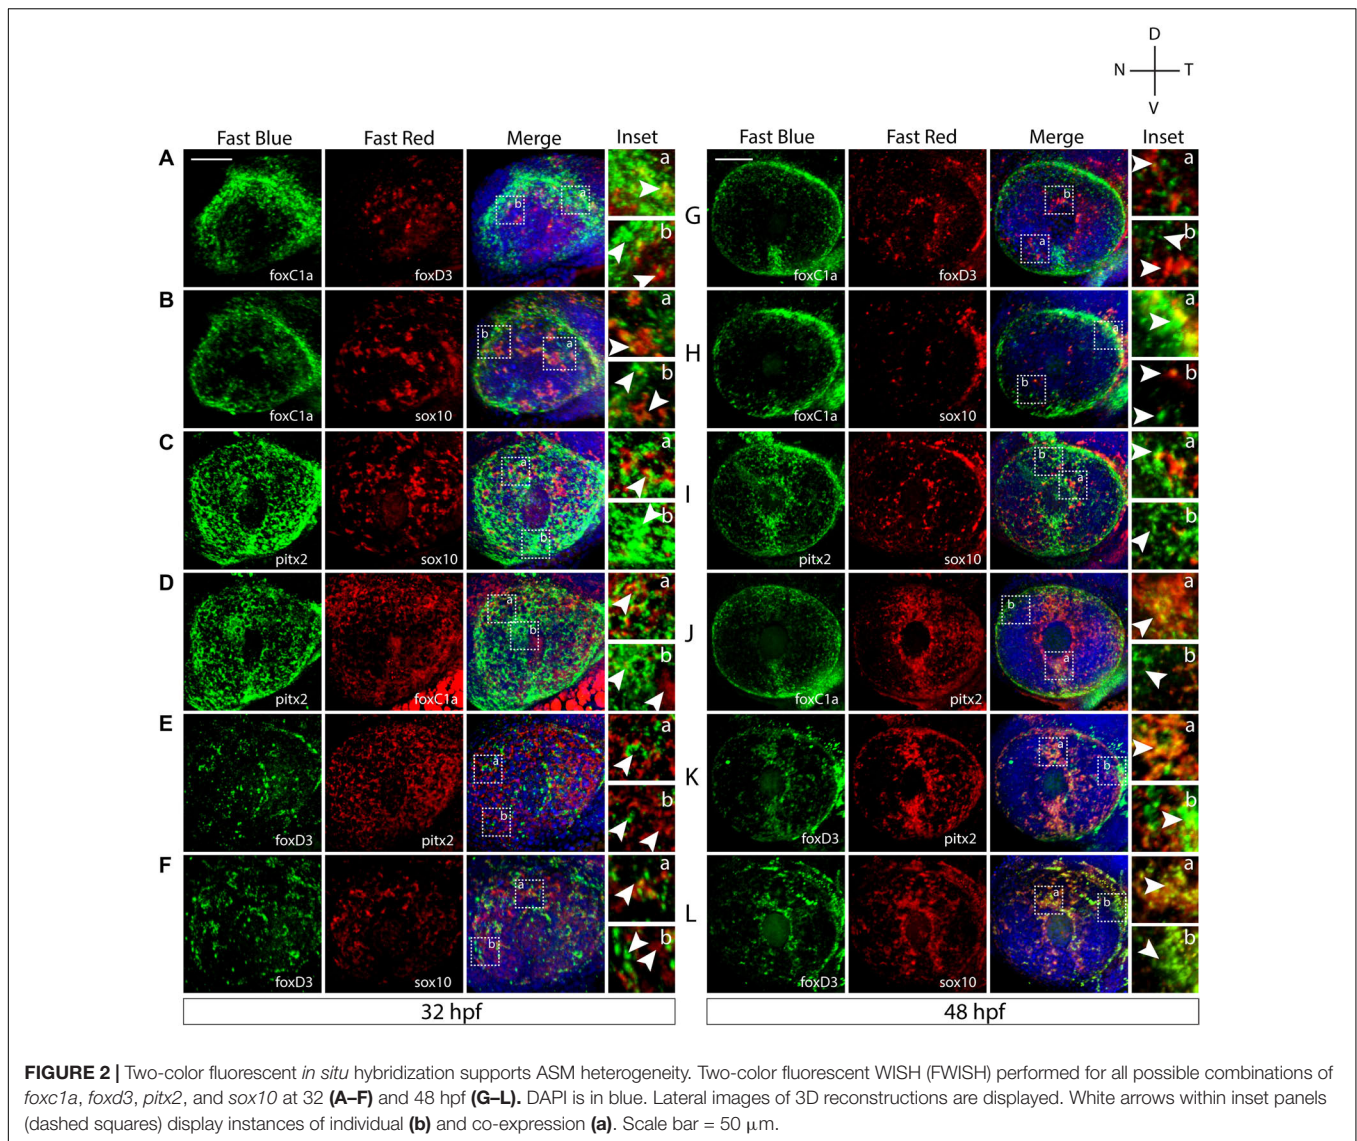 D
N T
V
Fast Blue Fast Red Merge Inset Fast Blue Fast Red Merge Inset
A a a
b a b
G
b a b
foxC1a foxD3 foxC1a foxD3
B a a
b a a
H
b b b
foxC1a sox10 foxC1a sox10
C a a
a b a
I
b b b
pitx2 sox10 pitx2 sox10
D a a
a b b
J
b a b
pitx2 foxC1a foxC1a pitx2
E a a
a a b
K
b b b
foxD3 pitx2 foxD3 pitx2
F a a
a a b
L
b b b
foxD3 sox10 foxD3 sox10
32 hpf 48 hpf
FIGURE 2 | Two-color fluorescent in situ hybridization supports ASM heterogeneity. Two-color fluorescent WISH (FWISH) performed for all possible combinations of
foxc1a, foxd3, pitx2, and sox10 at 32 (A–F) and 48 hpf (G–L). DAPI is in blue. Lateral images of 3D reconstructions are displayed. White arrows within inset panels
(dashed squares) display instances of individual (b) and co-expression (a). Scale bar = 50 μm.